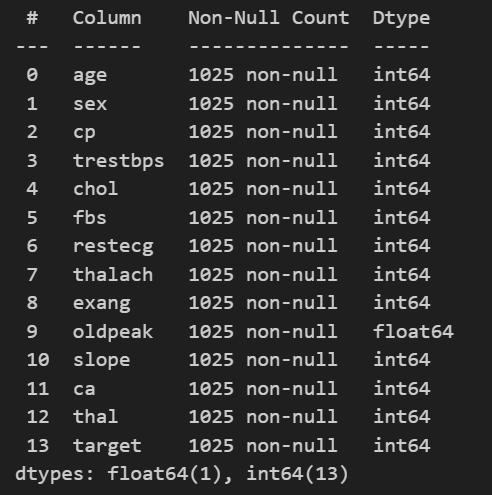 #   Column    Non-Null Count  Dtype
---  ------    --------------  -----
 0   age       1025 non-null   int64
 1   sex       1025 non-null   int64
 2   cp        1025 non-null   int64
 3   trestbps  1025 non-null   int64
 4   chol      1025 non-null   int64
 5   fbs       1025 non-null   int64
 6   restecg   1025 non-null   int64
 7   thalach   1025 non-null   int64
 8   exang     1025 non-null   int64
 9   oldpeak   1025 non-null   float64
 10  slope     1025 non-null   int64
 11  ca        1025 non-null   int64
 12  thal      1025 non-null   int64
 13  target    1025 non-null   int64
dtypes: float64(1), int64(13)